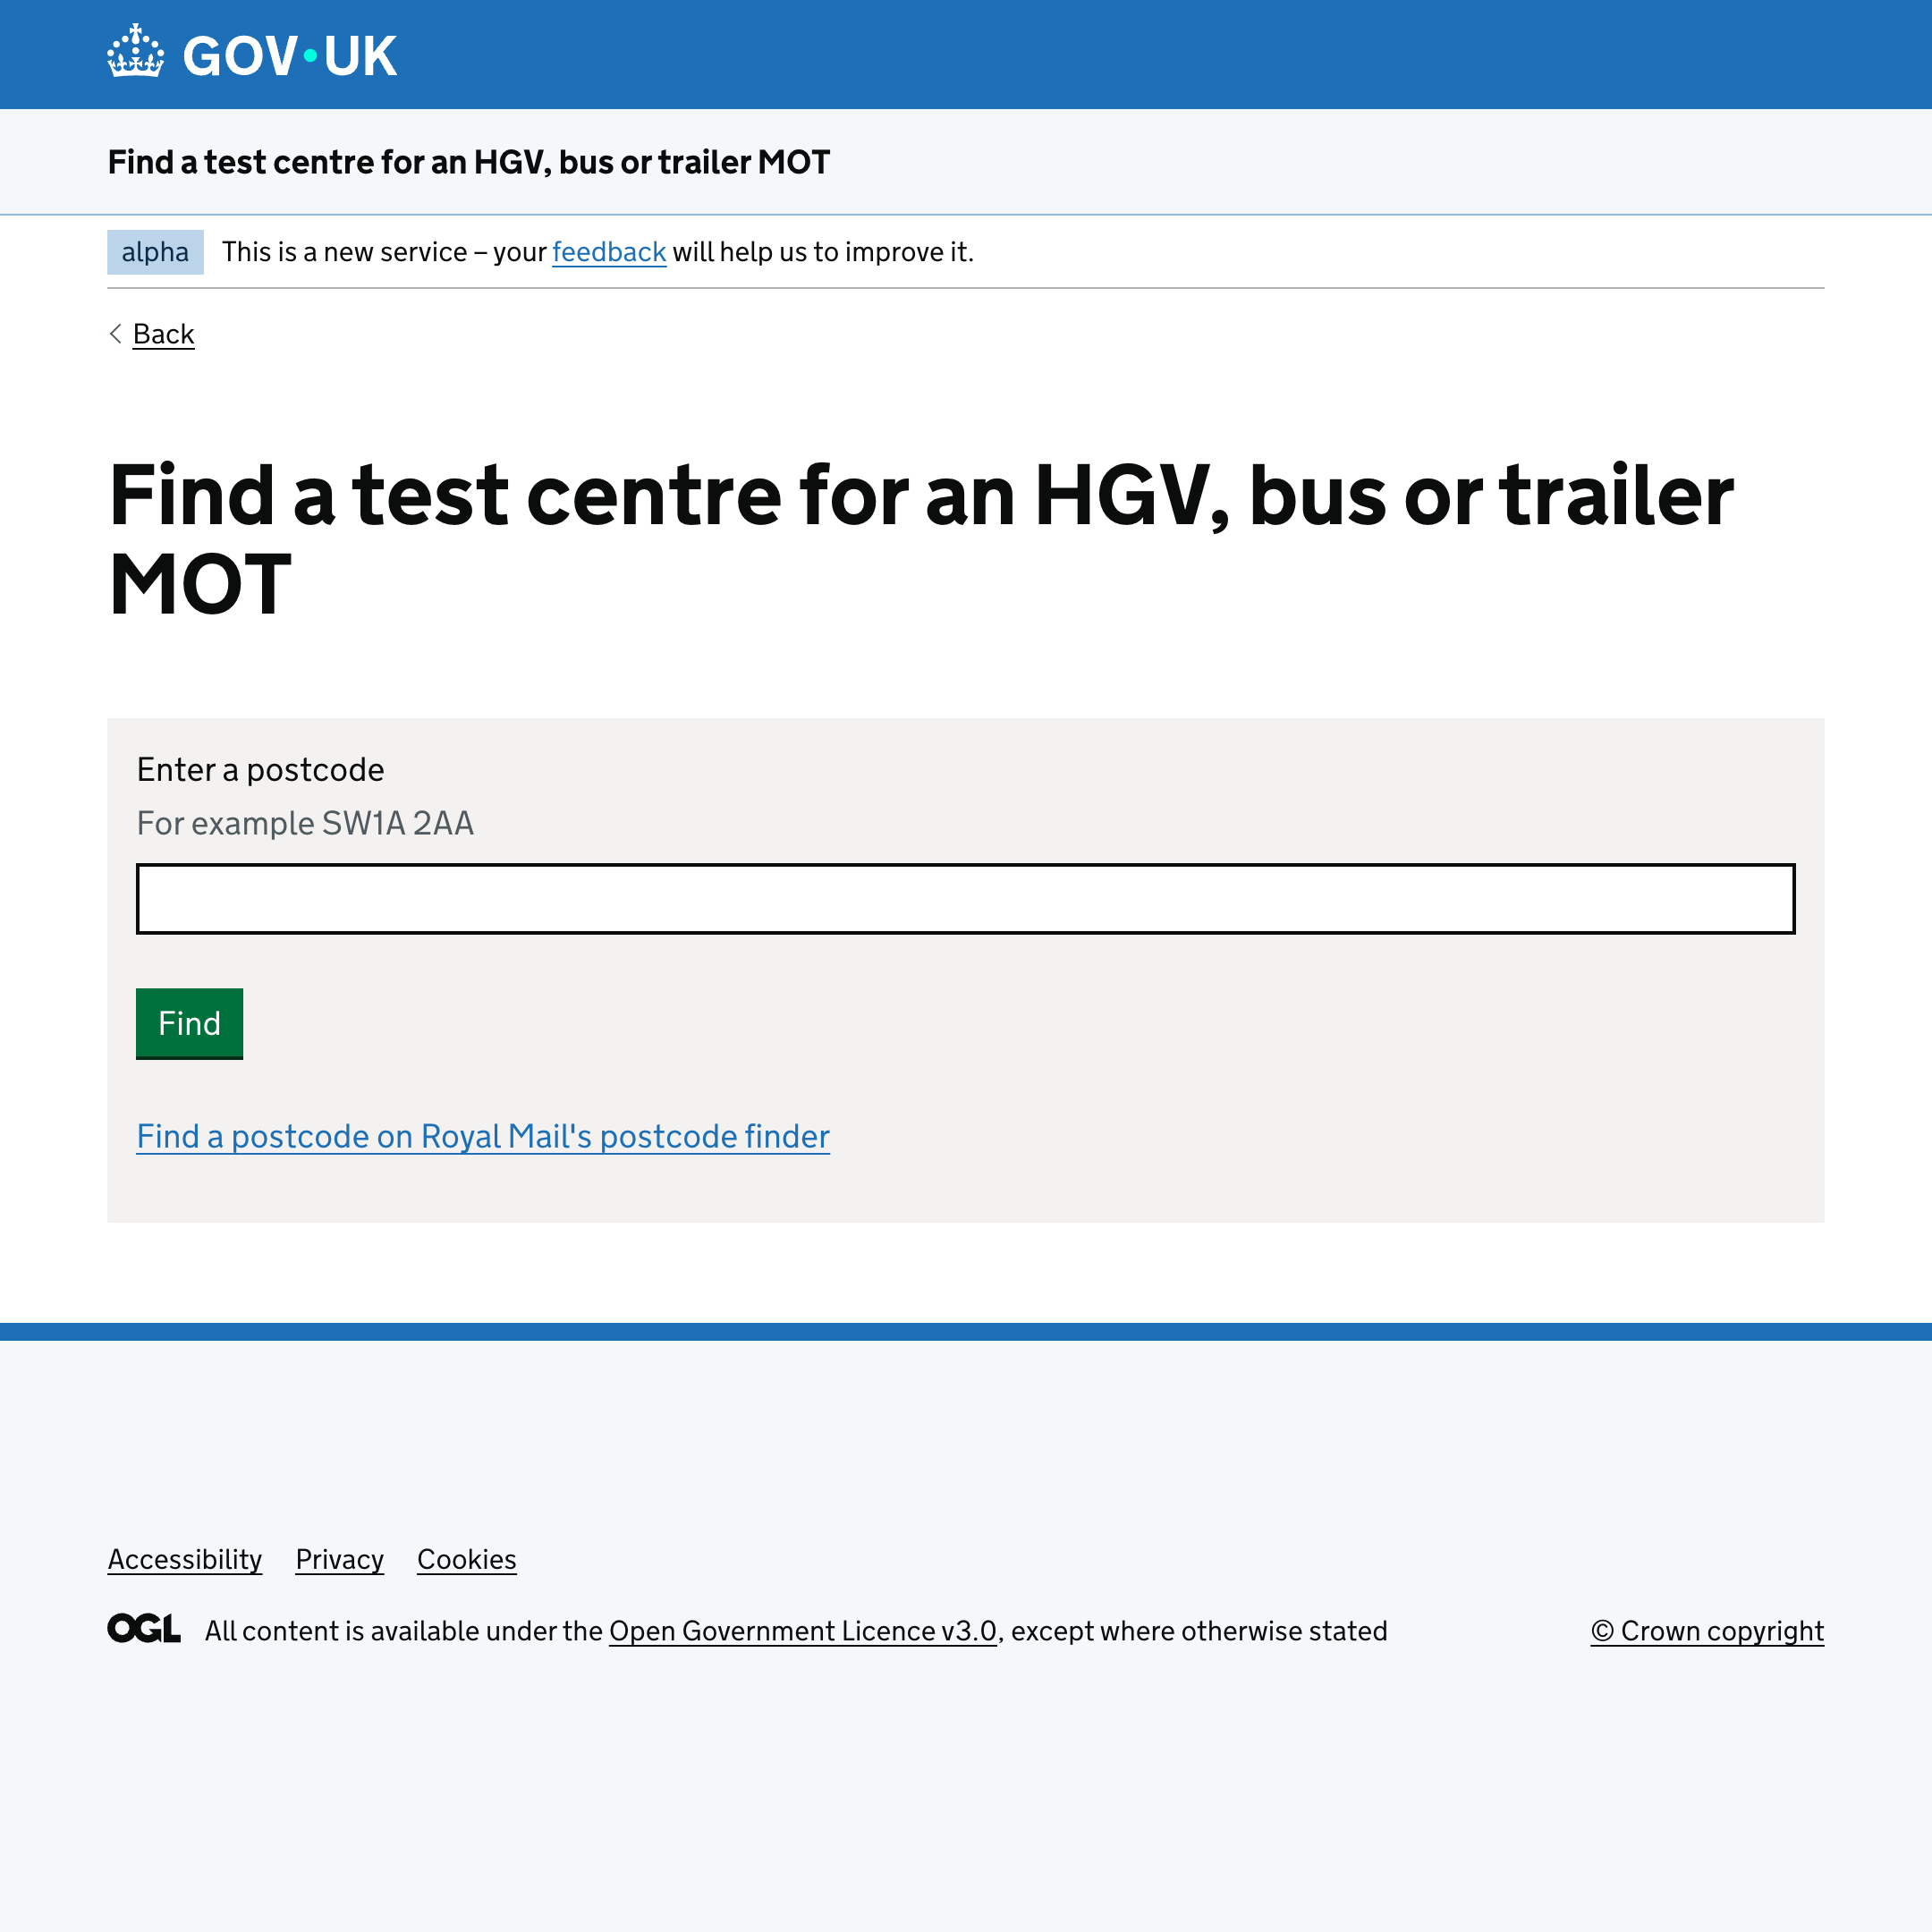 GOV·UK
Find a test centre for an HGV, bus or trailer MOT
alpha This is a new service – your feedback will help us to improve it.
Back
Find a test centre for an HGV, bus or trailer
MOT
Enter a postcode
For example SW1A 2AA
Find
Find a postcode on Royal Mail's postcode finder
Accessibility Privacy Cookies
OGL All content is available under the Open Government Licence v3.0, except where otherwise stated © Crown copyright